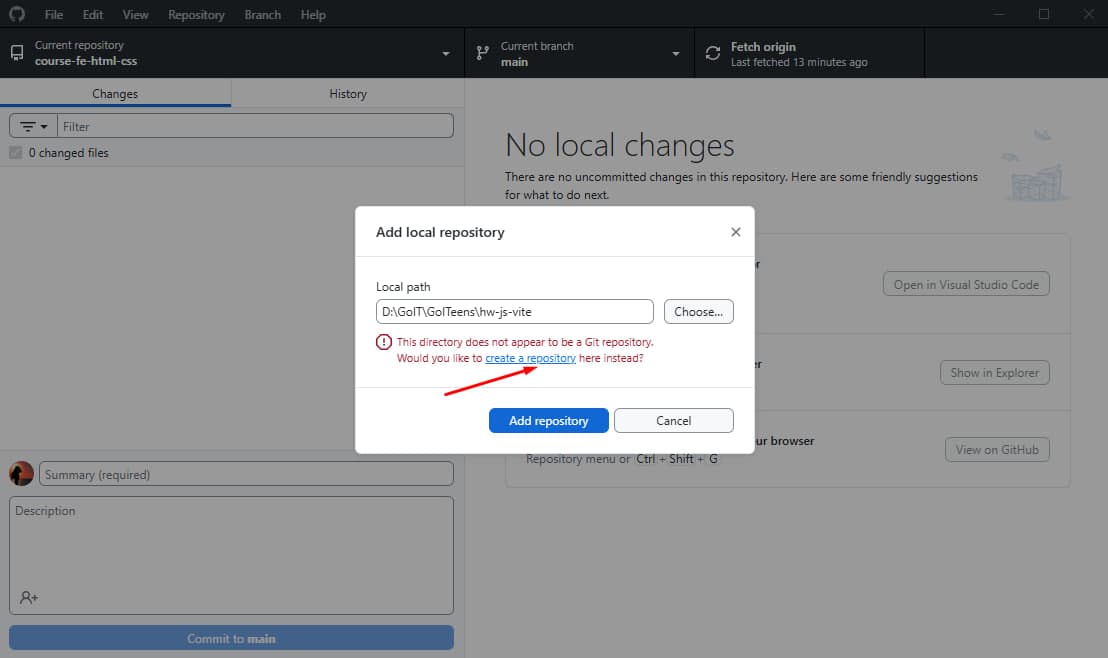 File Edit View Repository Branch Help
Current repository
course-fe-html-css
Current branch
main
Fetch origin
Last fetched 13 minutes ago
Changes
History
Filter
0 changed files
No local changes
There are no uncommitted changes in this repository. Here are some friendly suggestions
for what to do next.
Open in Visual Studio Code
Show in Explorer
ur browser
Repository menu or Ctrl + Shift + G
View on GitHub
Add local repository
Local path
D:\GoIT\GoITeens\hw-js-vite
Choose...
This directory does not appear to be a Git repository.
Would you like to create a repository here instead?
Add repository
Cancel
Summary (required)
Description
Commit to main